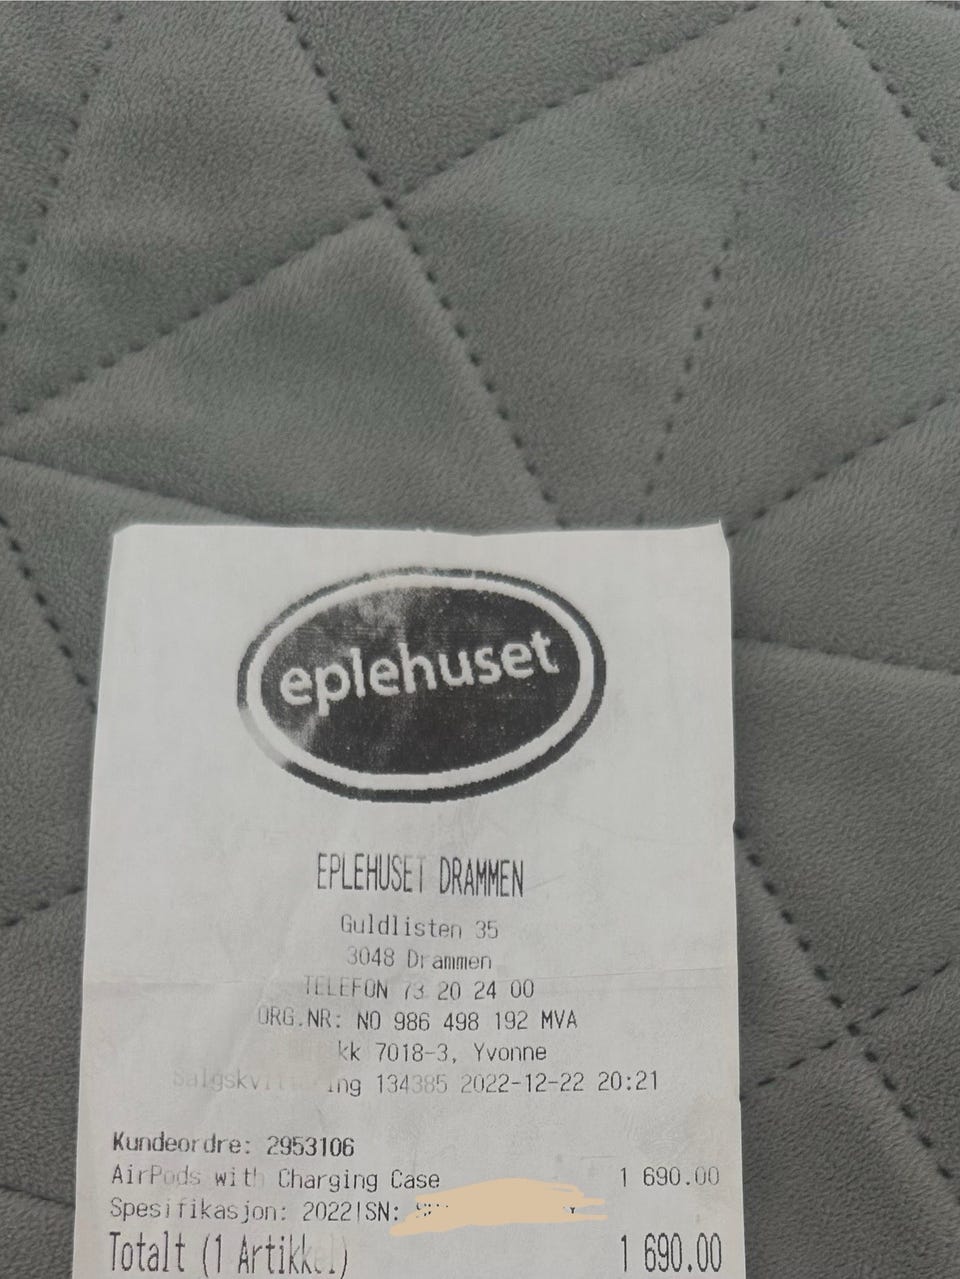 eplehuset
EPLEHUSET DRAMMEN
Guldlisten 35
3048 Drammen
TELEFON 73 20 24 00
ORG.NR: NO 986 498 192 MVA
kk 7018-3, Yvonne
134385 2022-12-22 20:21
Kundeordre: 2953106
AirPods with Charging Case 1 690.00
Spesifikasjon: 2022|SN:
Totalt (1 Artikkel) 1 690.00